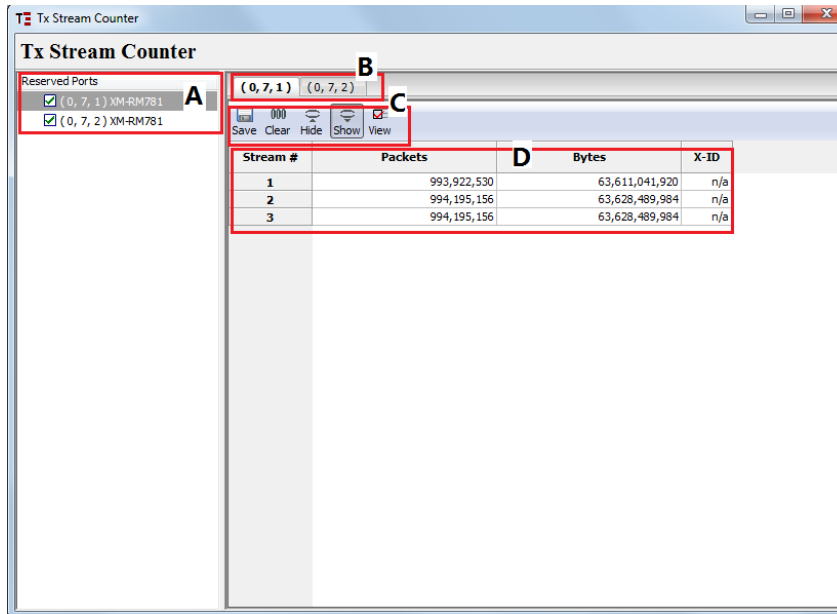 Tx Stream Counter
Tx Stream Counter
Reserved Ports
( 0, 7, 1 ) XM-RM781
( 0, 7, 2 ) XM-RM781
A
( 0, 7, 1 ) ( 0, 7, 2 )
B
Save Clear Hide Show View
C
Stream # Packets Bytes X-ID
D
1 993,922,530 63,611,041,920 n/a
2 994,195,156 63,628,489,984 n/a
3 994,195,156 63,628,489,984 n/a